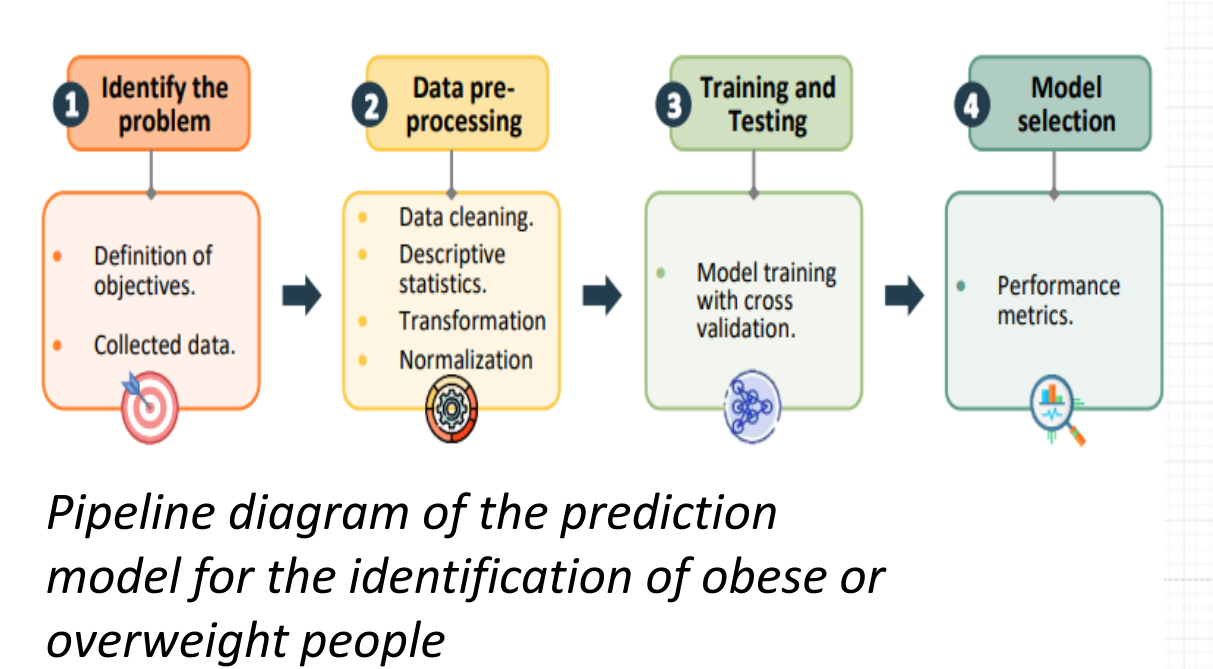 1
Identify the
problem
Definition of
objectives.
Collected data.
2
Data pre-
processing
Data cleaning.
Descriptive
statistics.
Transformation
Normalization
3
Training and
Testing
Model training
with cross
validation.
4
Model
selection
Performance
metrics.
Pipeline diagram of the prediction
model for the identification of obese or
overweight people